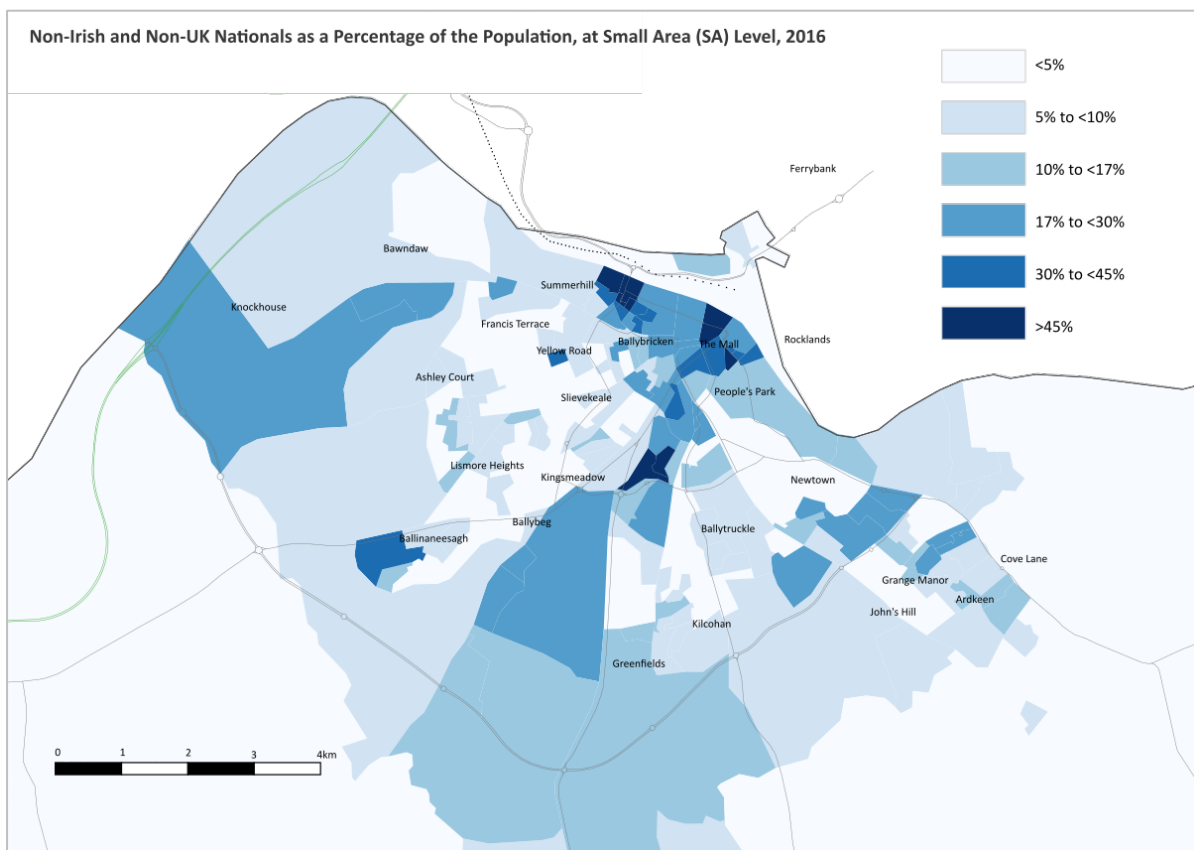 Non-Irish and Non-UK Nationals as a Percentage of the Population, at Small Area (SA) Level, 2016
<5%
5% to <10%
10% to <17%
17% to <30%
30% to <45%
>45%
Ferrybank
Bawndaw
Summerhill
Knockhouse
Francis Terrace
Ballybricken
The Mall
Rocklands
Yellow Road
Ashley Court
People's Park
Slievekeale
Lismore Heights
Kingsmeadow
Newtown
Ballybeg
Ballytruckle
Ballinaneesagh
Cove Lane
Grange Manor
Ardkeen
John's Hill
Kilcohan
Greenfields
0 1 2 3 4km